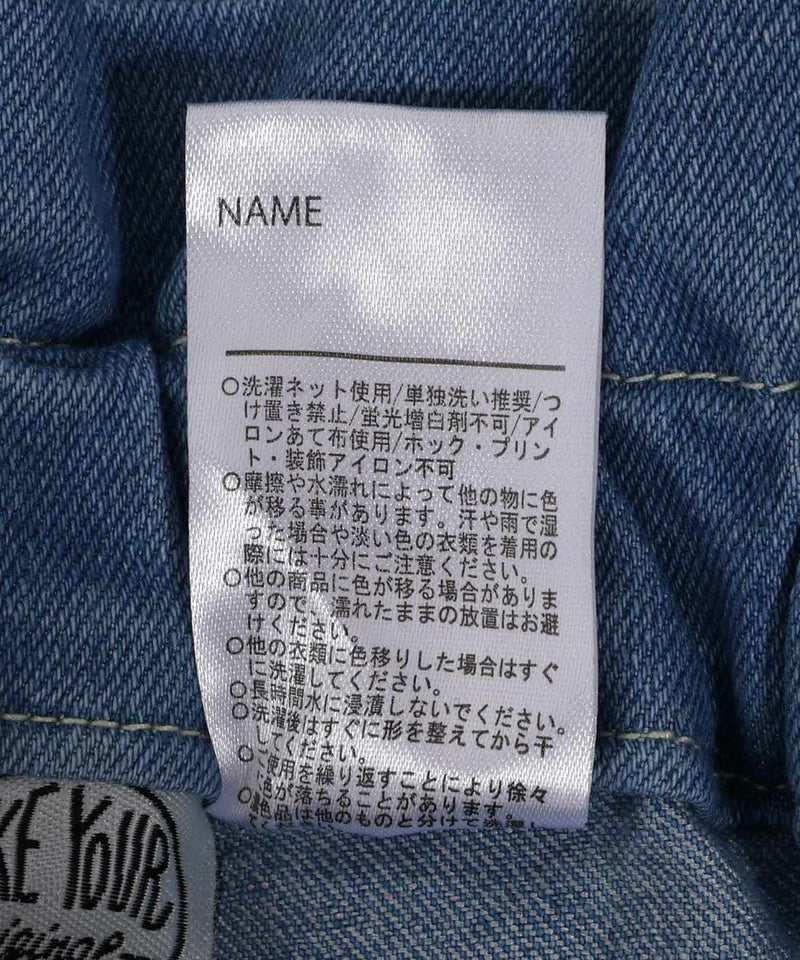 NAME
○洗濯ネット使用/単独洗い推奨/つ
け置き禁止/蛍光増白剤不可/アイ
ロンあて布使用/ホック・プリン
ト・装飾アイロン不可
○摩擦や水濡れによって他の物に色
が移る事があります。汗や雨で湿
った場合や淡い色の衣類を着用の
際には十分にご注意ください。
○他の商品に色が移る場合がありま
すので、濡れたままの放置はお避
けください。
○他の衣類に色移りした場合はすぐ
に洗濯してください。
○長時間水に浸漬しないでください。
○洗濯後はすぐに形を整えてから干
してください。
ご使用を繰り返すことにより徐々
に色が落ちることがあります。
KE YOUR